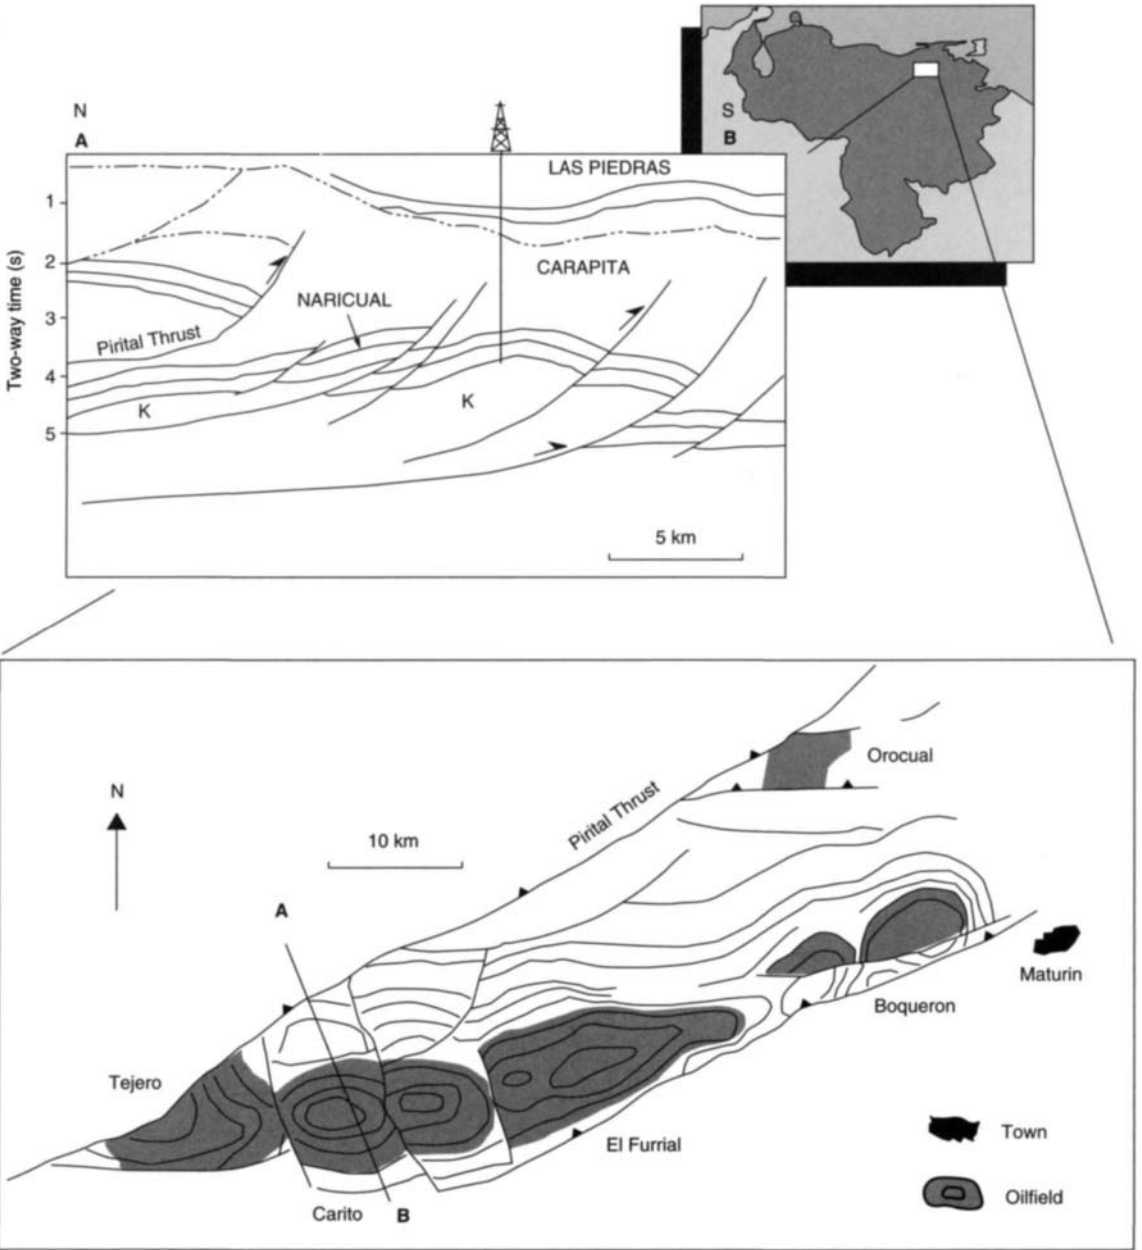 N
S
A
B
LAS PIEDRAS
1
CARAPITA
2
NARICUAL
3
Pirital Thrust
4
K
K
5
Two-way time (s)
5 km
Orocual
N
Pirital Thrust
10 km
A
Maturin
Boqueron
Tejero
El Furrial
Town
Oilfield
Carito
B